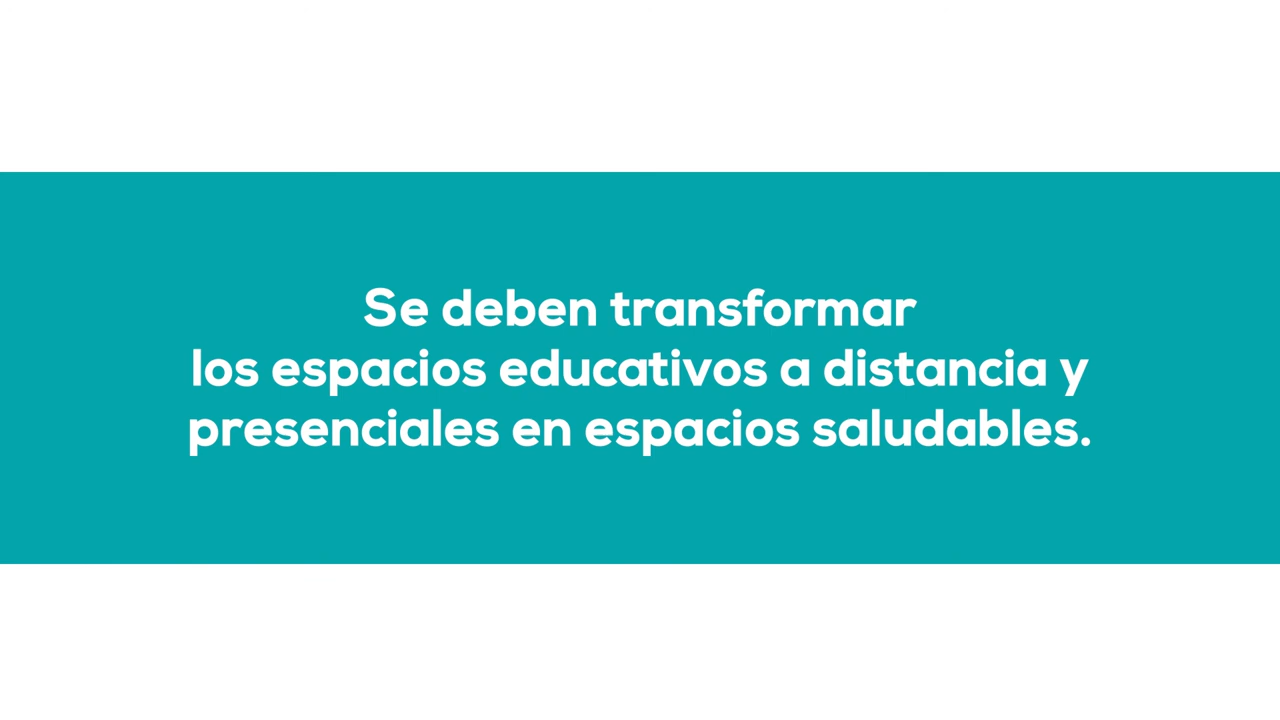 Se deben transformar
los espacios educativos a distancia y
presenciales en espacios saludables.